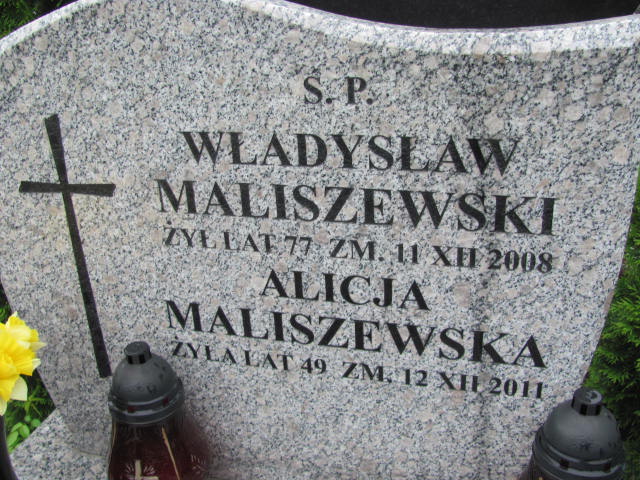 S. P.
WŁADYSŁAW
MALISZEWSKI
ŻYŁ LAT 77 ZM. 11 XII 2008
ALICJA
MALISZEWSKA
ŻYŁA LAT 49 ZM. 12 XII 2011